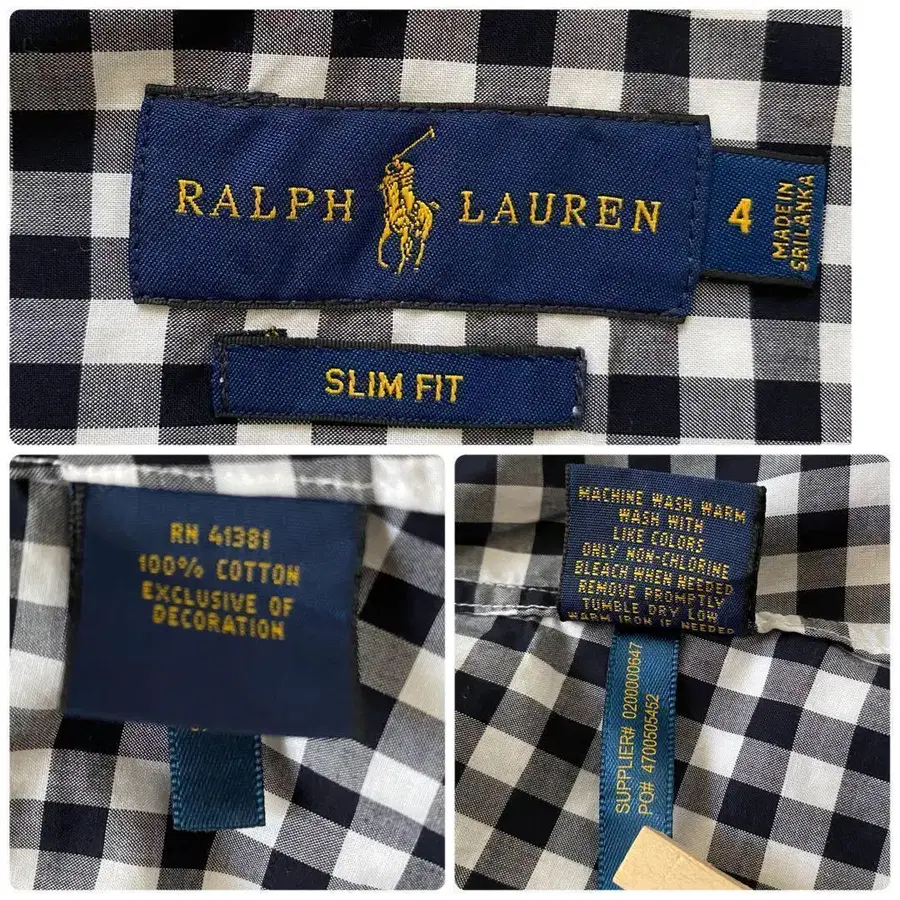 RALPH LAUREN
4
MADE IN
SRI LANKA
SLIM FIT
RN 41381
100% COTTON
EXCLUSIVE OF
DECORATION
MACHINE WASH WARM
WASH WITH
LIKE COLORS
ONLY NON-CHLORINE
BLEACH WHEN NEEDED
REMOVE PROMPTLY
TUMBLE DRY LOW
WARM IRON IF NEEDED
SUPPLIER# 0200000647
PO# 4700505452